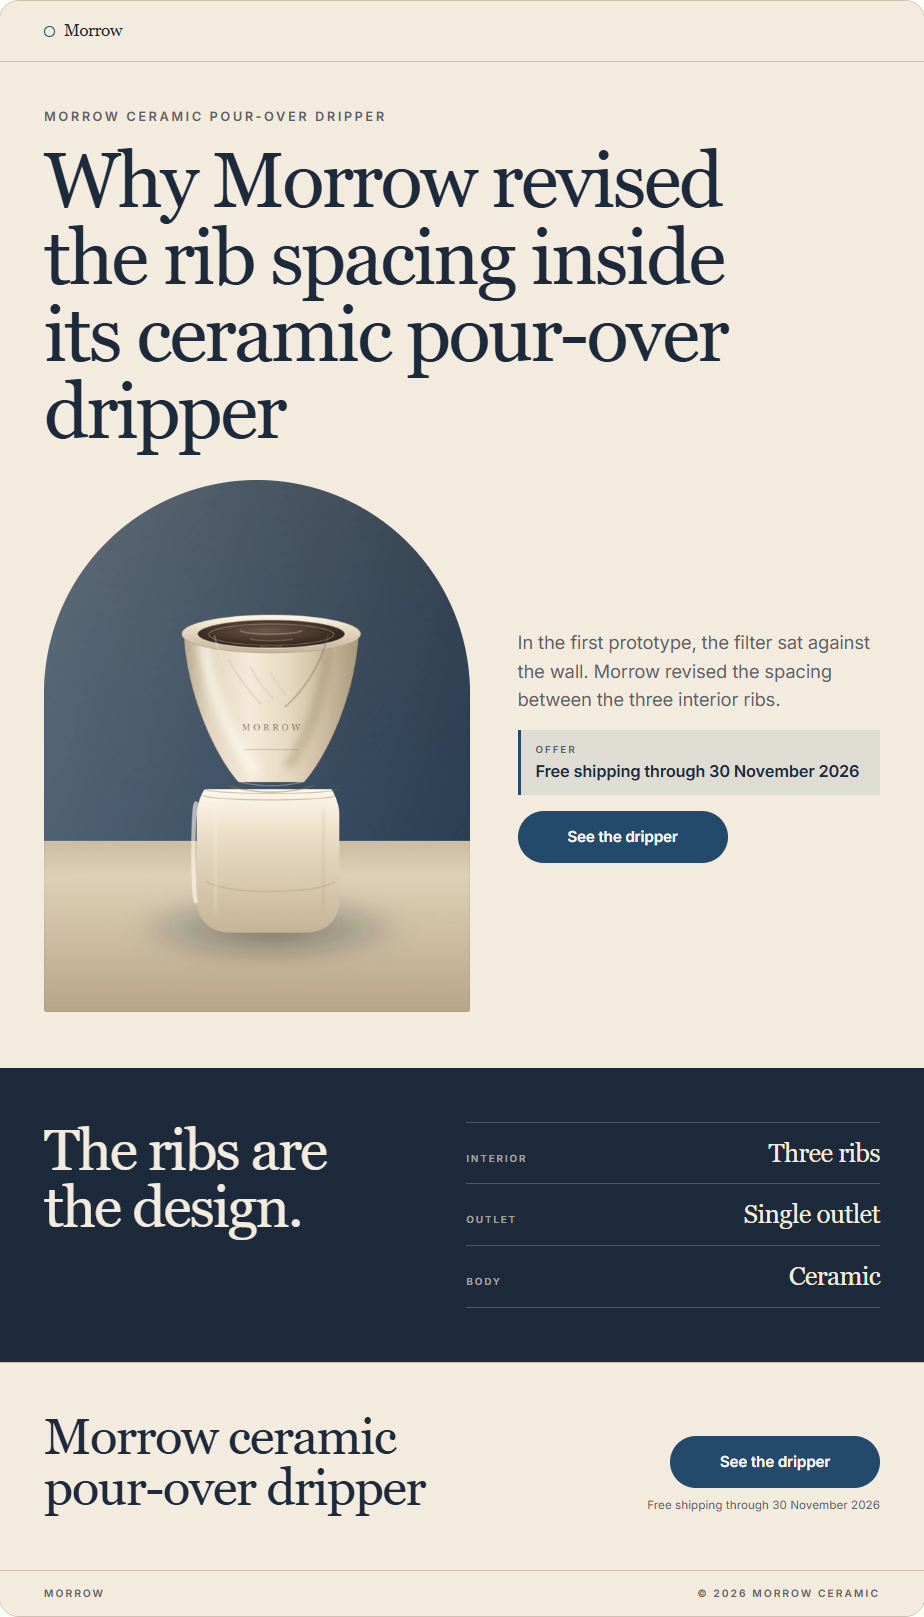 Morrow
MORROW CERAMIC POUR-OVER DRIPPER
Why Morrow revised
the rib spacing inside
its ceramic pour-over
dripper
MORROW
In the first prototype, the filter sat against
the wall. Morrow revised the spacing
between the three interior ribs.
OFFER
Free shipping through 30 November 2026
See the dripper
The ribs are
the design.
INTERIOR
Three ribs
OUTLET
Single outlet
BODY
Ceramic
Morrow ceramic
pour-over dripper
See the dripper
Free shipping through 30 November 2026
MORROW
© 2026 MORROW CERAMIC